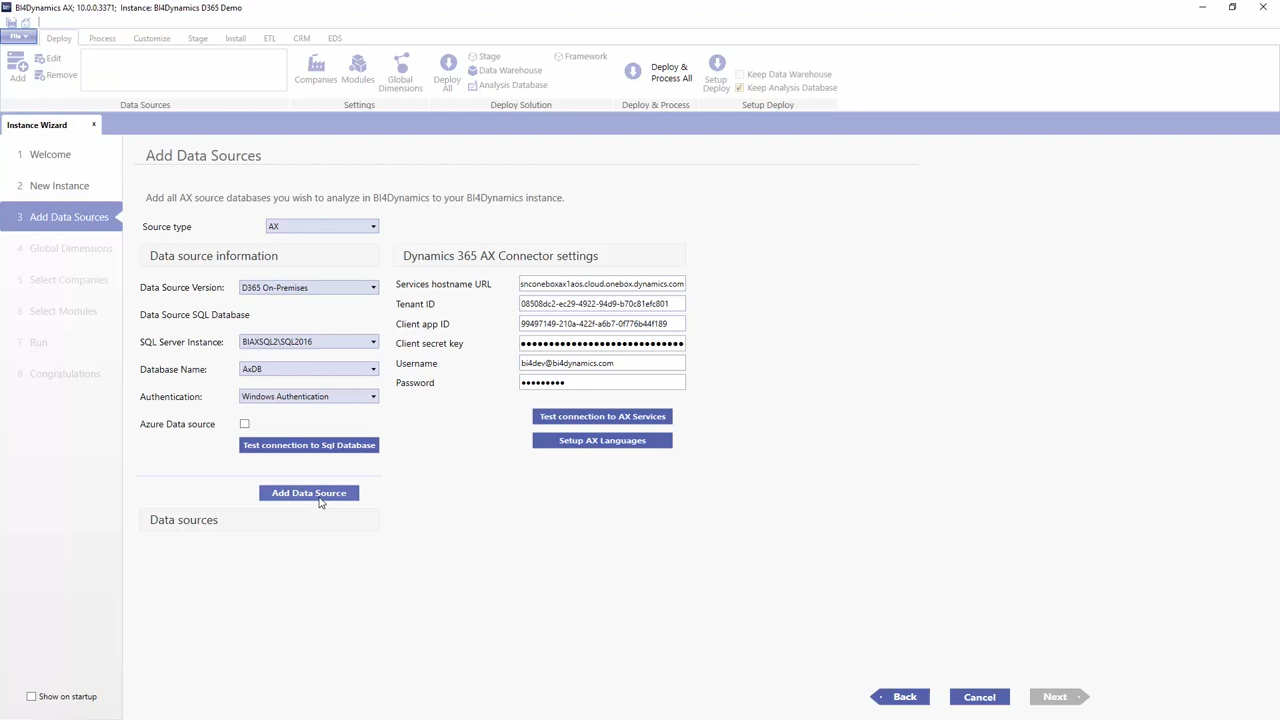 BI4Dynamics AX; 10.0.0.3371; Instance: BI4Dynamics D365 Demo
File Deploy Process Customize Stage Install ETL CRM EDS
Add
Edit
Remove
Data Sources
Companies
Modules
Global Dimensions
Settings
Deploy All
Stage
Data Warehouse
Analysis Database
Framework
Deploy Solution
Deploy & Process All
Deploy & Process
Setup Deploy
Keep Data Warehouse
Keep Analysis Database
Setup Deploy
Instance Wizard x
1 Welcome
2 New Instance
3 Add Data Sources
4 Global Dimensions
5 Select Companies
6 Select Modules
7 Run
8 Congratulations
Show on startup
Add Data Sources
Add all AX source databases you wish to analyze in BI4Dynamics to your BI4Dynamics instance.
Source type AX
Data source information
Data Source Version: D365 On-Premises
Data Source SQL Database
SQL Server Instance: BIAXSQL2\SQL2016
Database Name: AxDB
Authentication: Windows Authentication
Azure Data source
Test connection to Sql Database
Add Data Source
Data sources
Dynamics 365 AX Connector settings
Services hostname URL snconeboxax1aos.cloud.onebox.dynamics.com
Tenant ID 08508dc2-ec29-4922-94d9-b70c81efc801
Client app ID 99497149-210a-422f-a6b7-0f776b44f189
Client secret key ●●●●●●●●●●●●●●●●●●●●●●●●●●●●
Username bi4dev@bi4dynamics.com
Password ●●●●●●●●●
Test connection to AX Services
Setup AX Languages
Back Cancel Next